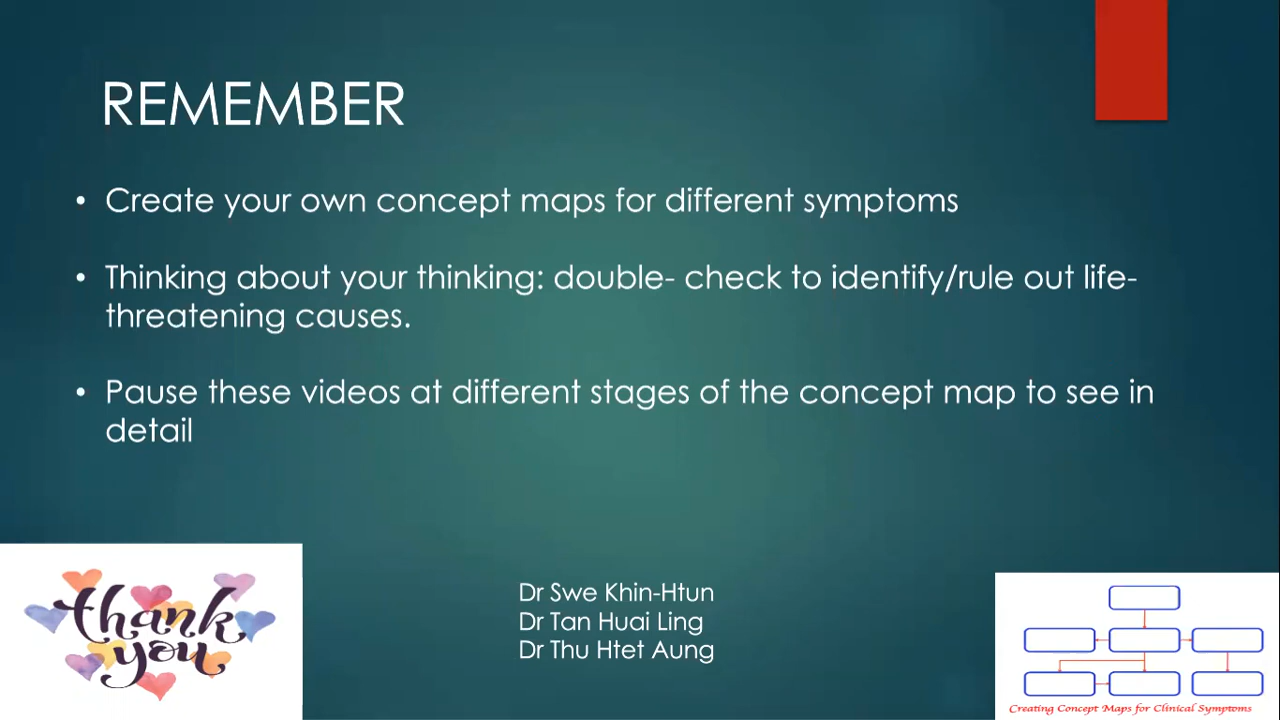 REMEMBER
• Create your own concept maps for different symptoms
• Thinking about your thinking: double- check to identify/rule out life-
threatening causes.
• Pause these videos at different stages of the concept map to see in
detail
thank
you
Dr Swe Khin-Htun
Dr Tan Huai Ling
Dr Thu Htet Aung
Creating Concept Maps for Clinical Symptoms